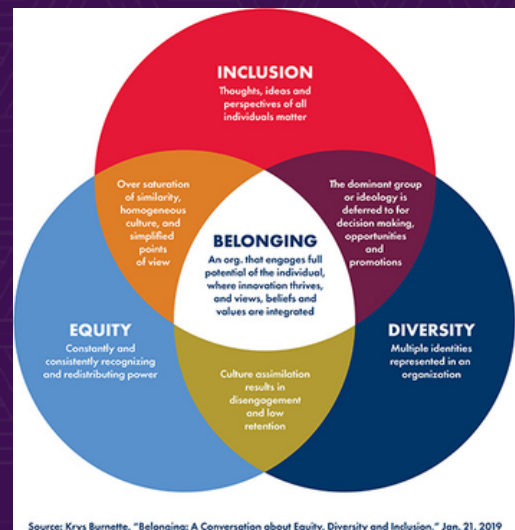 INCLUSION
Thoughts, ideas and
perspectives of all
individuals matter
Over saturation
of similarity,
homogeneous
culture, and
simplified
points
of view
The dominant group
or ideology is
deferred to for
decision making,
opportunities
and
promotions
BELONGING
An org. that engages full
potential of the individual,
where innovation thrives,
and views, beliefs and
values are integrated
EQUITY
Constantly and
consistently recognizing
and redistributing power
DIVERSITY
Multiple identities
represented in an
organization
Culture assimilation
results in
disengagement
and low
retention
Source: Krys Burnette, "Belonging: A Conversation about Equity, Diversity and Inclusion," Jan. 21, 2019